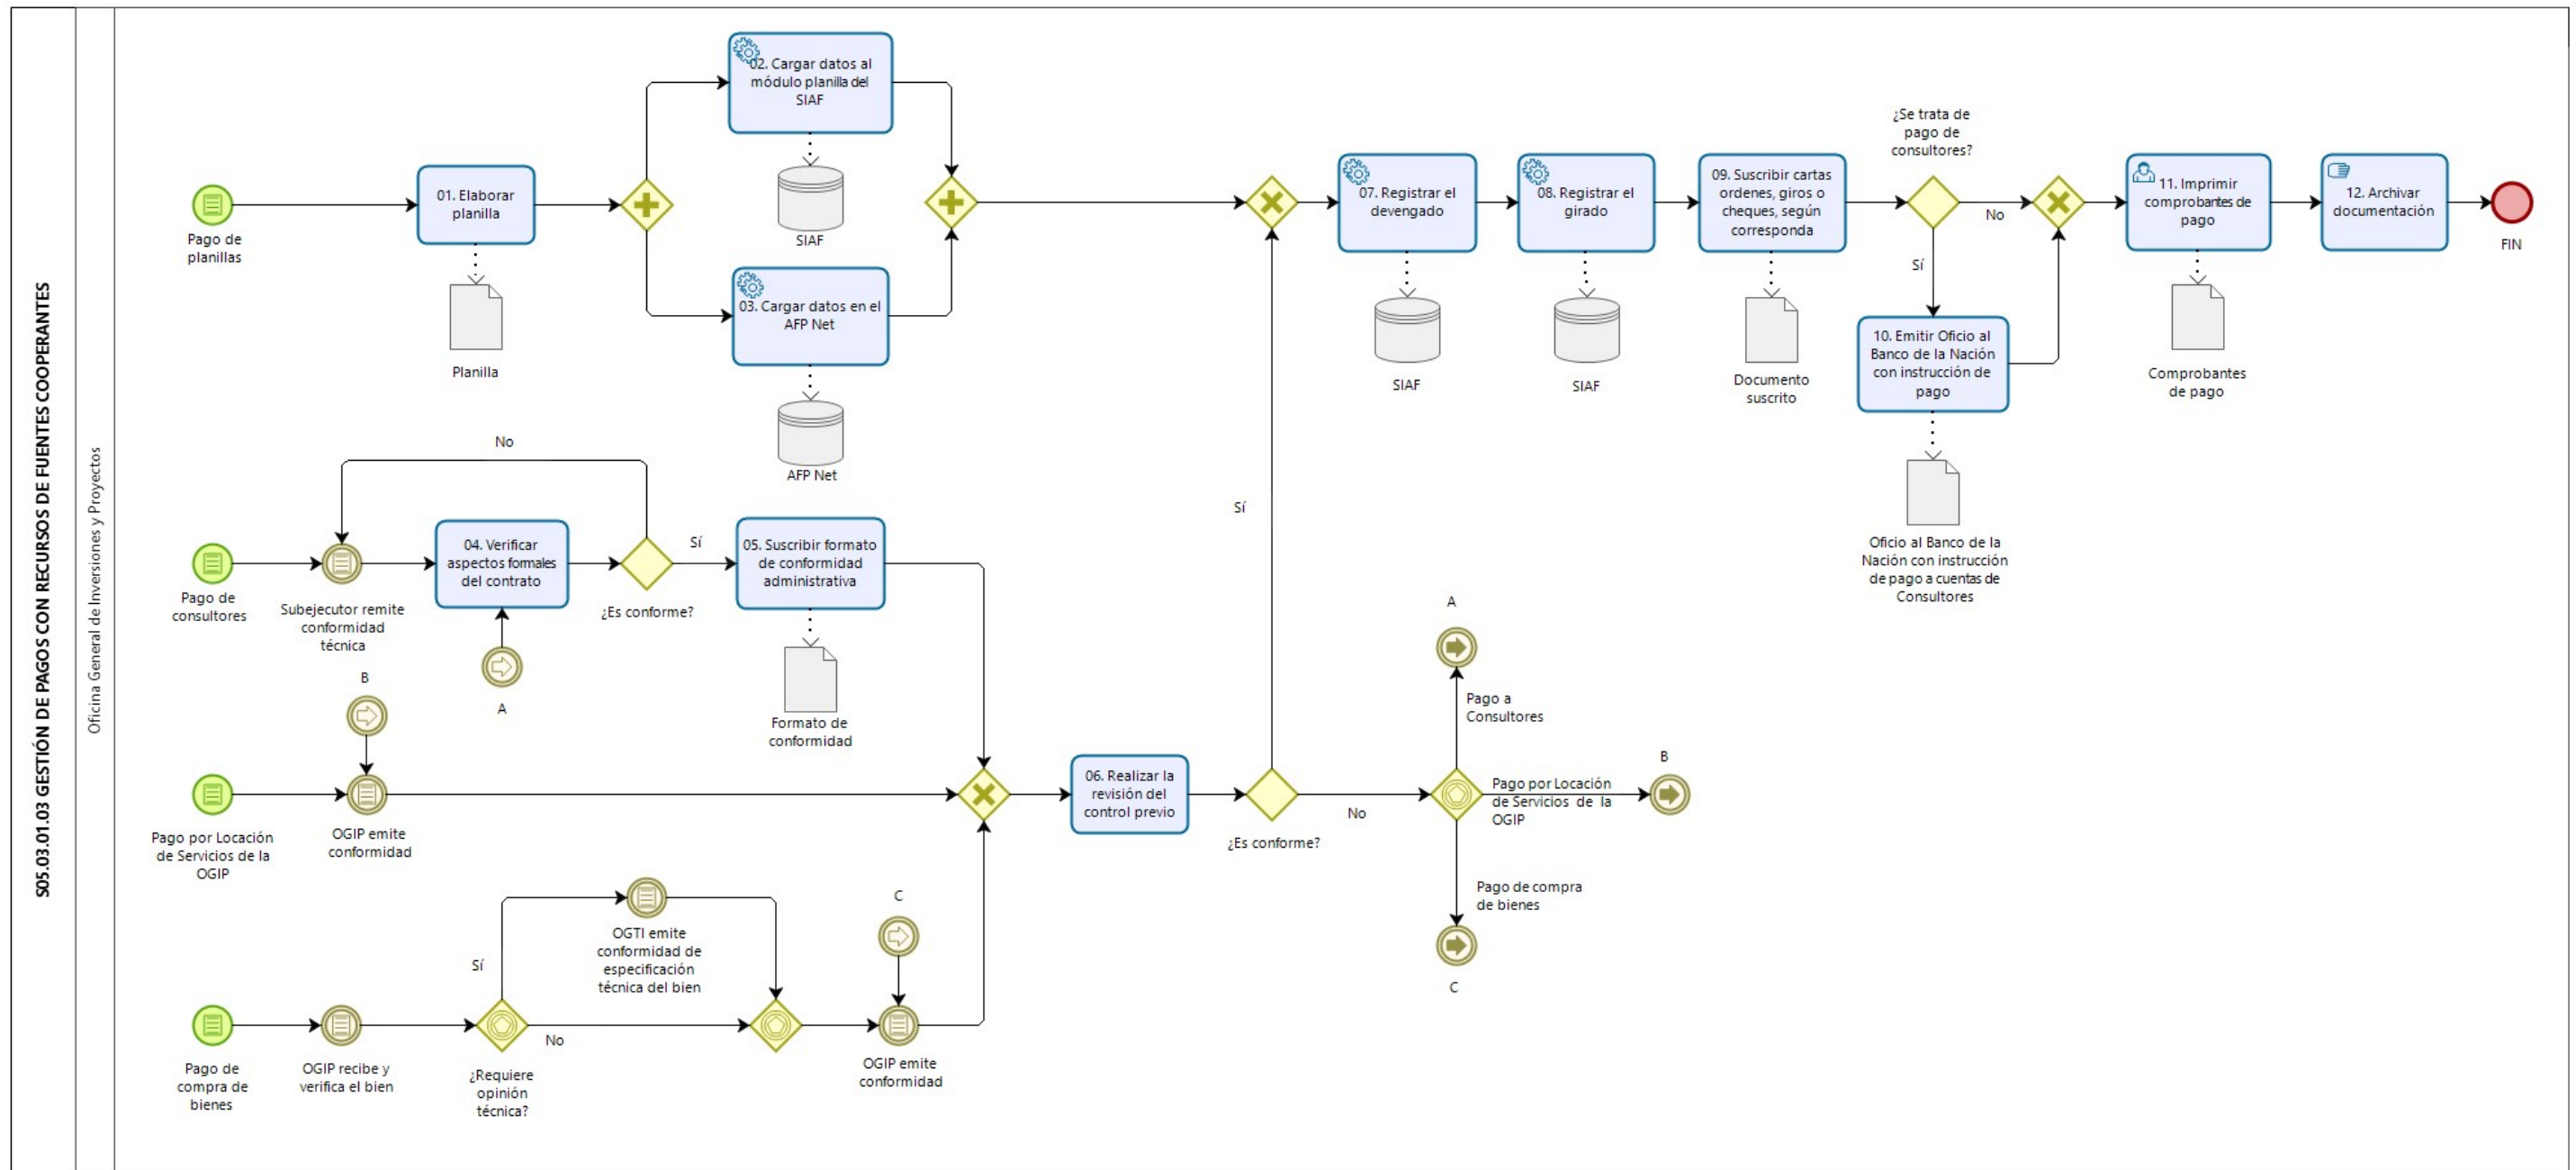 S05.03.01.03 GESTIÓN DE PAGOS CON RECURSOS DE FUENTES COOPERANTES
Oficina General de Inversiones y Proyectos
Pago de
planillas
01. Elaborar
planilla
Planilla
02. Cargar datos al
módulo planilla del
SIAF
SIAF
03. Cargar datos en el
AFP Net
AFP Net
07. Registrar el
devengado
SIAF
08. Registrar el
girado
SIAF
09. Suscribir cartas
ordenes, giros o
cheques, según
corresponda
Documento
suscrito
¿Se trata de
pago de
consultores?
No
Sí
10. Emitir Oficio al
Banco de la Nación
con instrucción de
pago
Oficio al Banco de la
Nación con instrucción
de pago a cuentas de
Consultores
11. Imprimir
comprobantes de
pago
Comprobantes
de pago
12. Archivar
documentación
FIN
No
Pago de
consultores
Subejecutor remite
conformidad
técnica
04. Verificar
aspectos formales
del contrato
A
¿Es conforme?
Sí
05. Suscribir formato
de conformidad
administrativa
Formato de
conformidad
B
Pago por Locación
de Servicios de la
OGIP
OGIP emite
conformidad
06. Realizar la
revisión del
control previo
¿Es conforme?
Sí
No
A
Pago a
Consultores
Pago por Locación
de Servicios de la
OGIP
B
Pago de compra
de bienes
C
Pago de
compra de
bienes
OGIP recibe y
verifica el bien
¿Requiere
opinión
técnica?
Sí
No
OGTI emite
conformidad de
especificación
técnica del bien
C
OGIP emite
conformidad